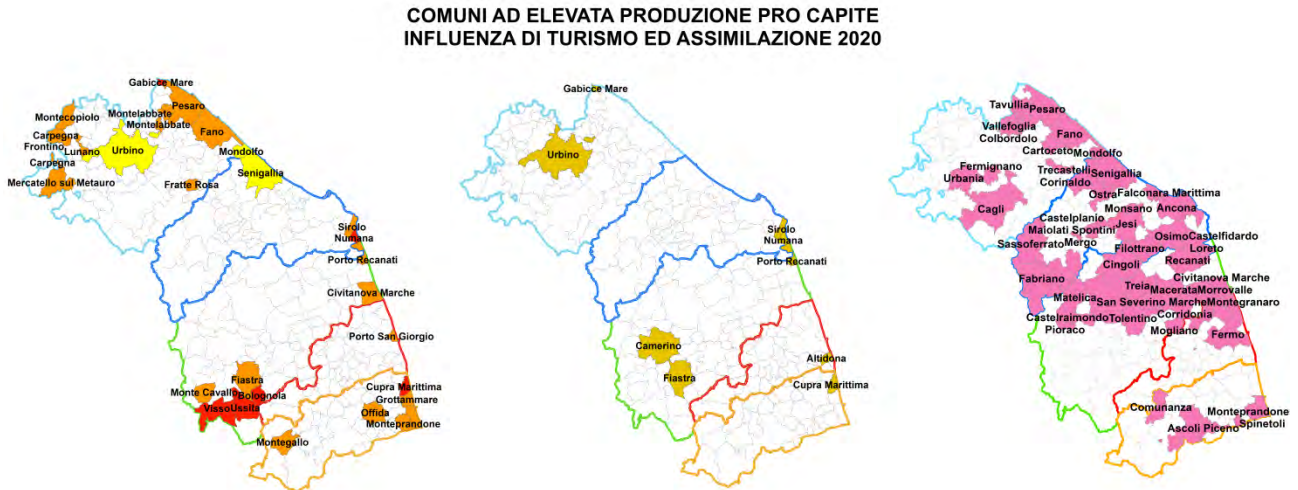 COMUNI AD ELEVATA PRODUZIONE PRO CAPITE
INFLUENZA DI TURISMO ED ASSIMILAZIONE 2020
Gabicce Mare
Pesaro
Montecopiolo
Montelabbate
Montelabbate
Carpegna
Fano
Frontino
Lunano
Urbino
Mondolfo
Carpegna
Senigallia
Mercatello sul Metauro
Fratte Rosa
Sirolo
Numana
Porto Recanati
Civitanova Marche
Porto San Giorgio
Fiastra
Cupra Marittima
Monte Cavallo
Bolognola
Grottammare
Visso
Ussita
Offida
Monteprandone
Montegallo
Gabicce Mare
Urbino
Sirolo
Numana
Porto Recanati
Camerino
Altidona
Fiastra
Cupra Marittima
Tavullia
Pesaro
Vallefoglia
Fano
Colbordolo
Cartoceto
Mondolfo
Fermignano
Trecastelli
Senigallia
Urbania
Corinaldo
Ostra
Falconara Marittima
Cagli
Monsano
Ancona
Castelplanio
Jesi
Maiolati Spontini
Osimo
Castelfidardo
Sassoferrato
Mergo
Filottrano
Loreto
Cingoli
Recanati
Fabriano
Civitanova Marche
Treia
Macerata
Morrovalle
Matelica
San Severino Marche
Montegranaro
Castelraimondo
Tolentino
Corridonia
Pioraco
Mogliano
Fermo
Comunanza
Monteprandone
Ascoli Piceno
Spinetoli